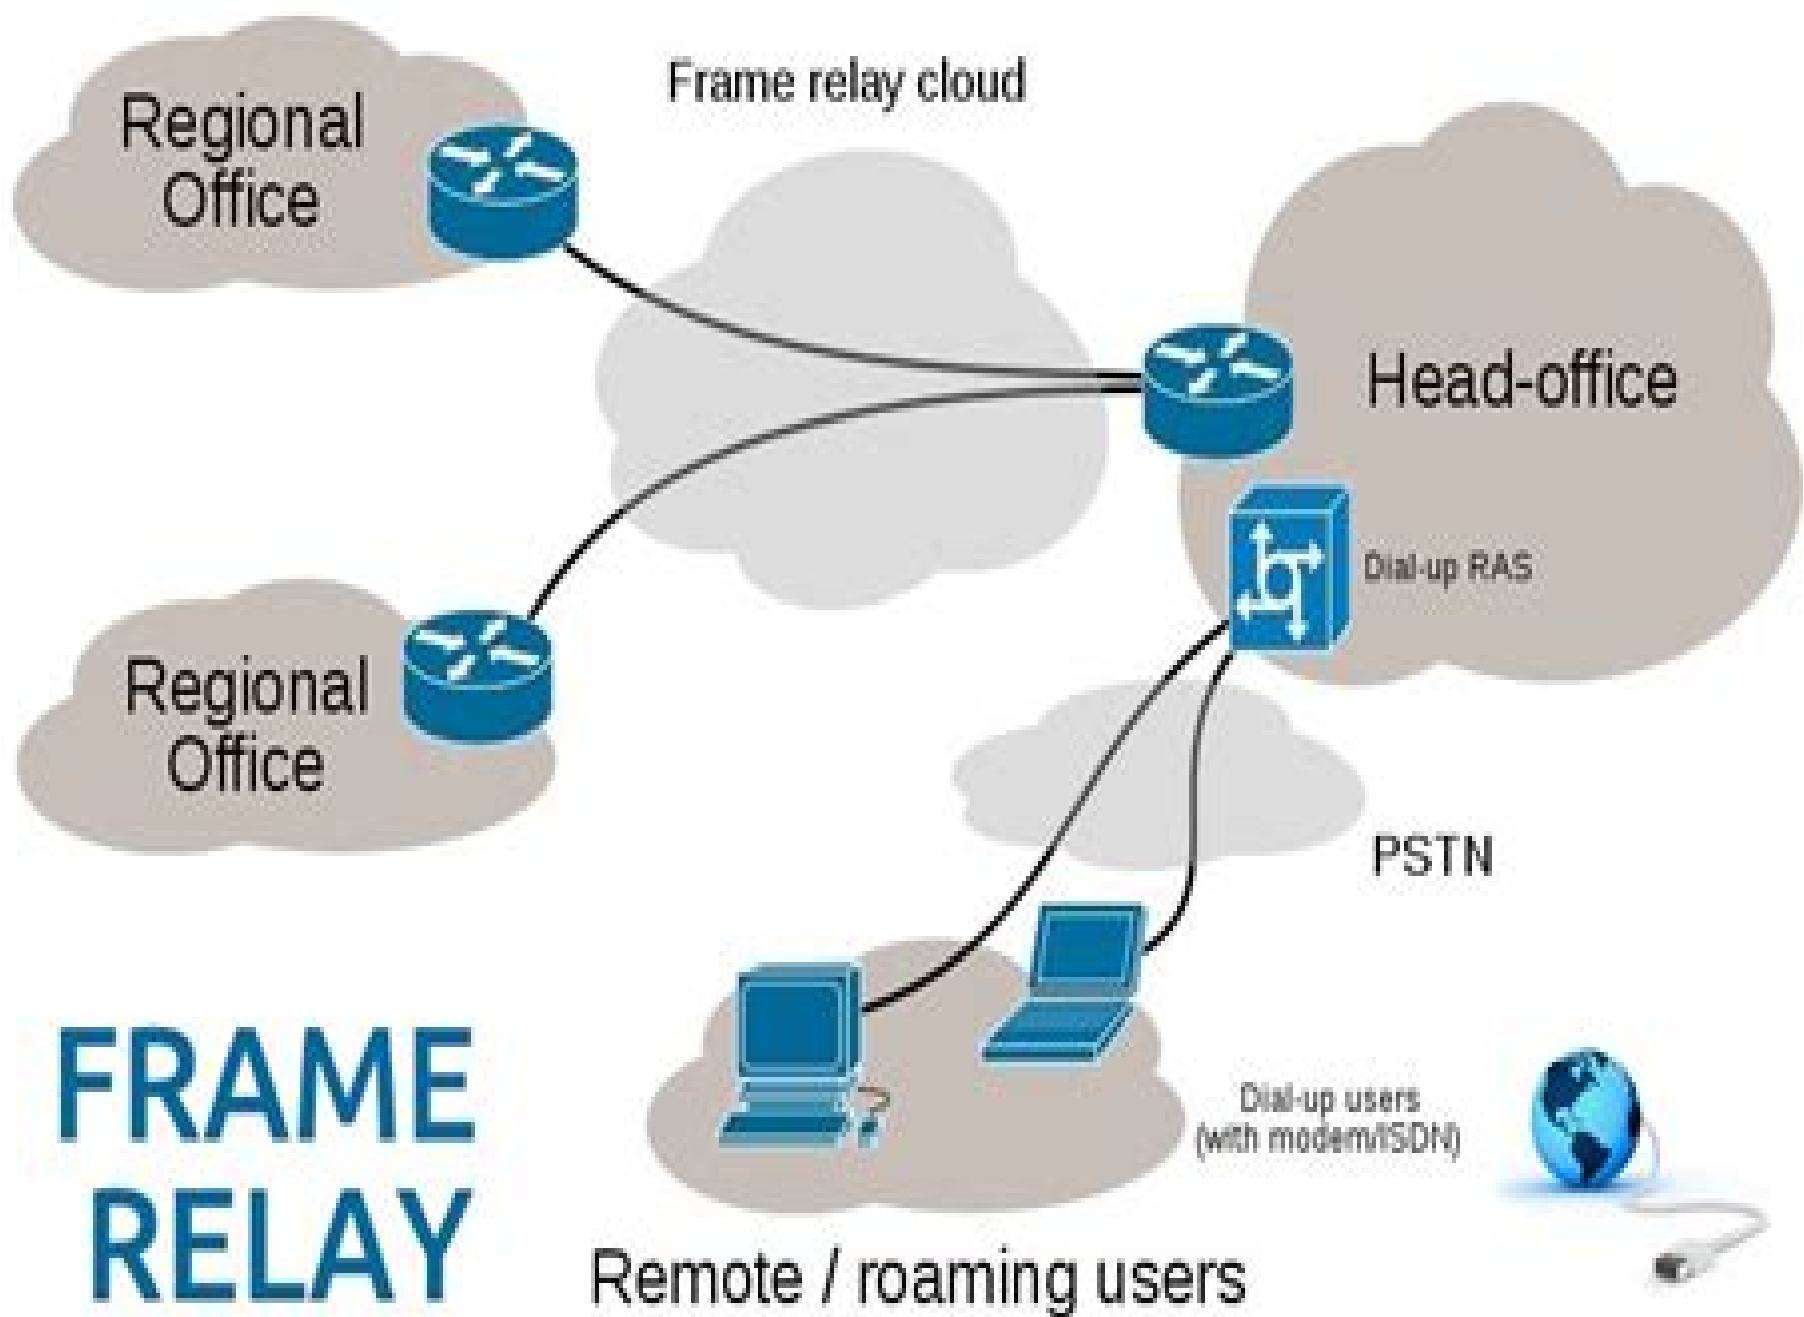 Regional
Office
Frame relay cloud
Head-office
Dial-up RAS
Regional
Office
PSTN
Dial-up users
(with modem/ISDN)
FRAME
RELAY
Remote / roaming users